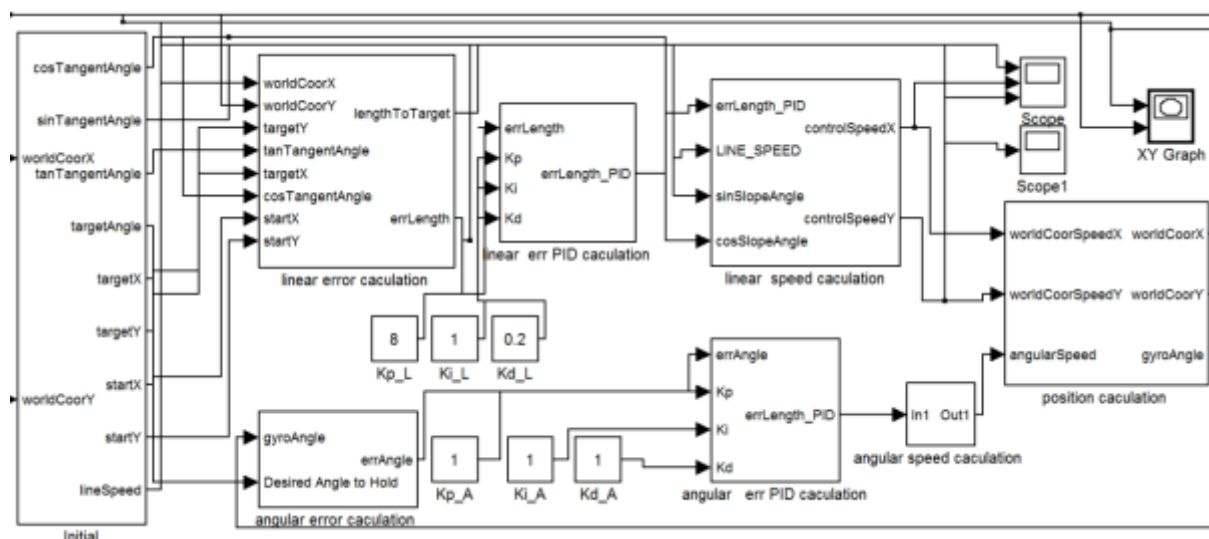 cosTangentAngle
sinTangentAngle
worldCoorX
tanTangentAngle
targetAngle
targetX
targetY
startX
worldCoorY
startY
lineSpeed
Initial
worldCoorX
worldCoorY
targetY
tanTangentAngle
targetX
cosTangentAngle
startX
startY
lengthToTarget
errLength
linear error caculation
errLength
Kp
Ki
Kd
errLength_PID
linear err PID caculation
errLength_PID
LINE_SPEED
sinSlopeAngle
cosSlopeAngle
controlSpeedX
controlSpeedY
linear speed caculation
Scope
Scope1
XY Graph
worldCoorSpeedX
worldCoorSpeedY
angularSpeed
worldCoorX
worldCoorY
gyroAngle
position caculation
8
Kp_L
1
Ki_L
0.2
Kd_L
gyroAngle
Desired Angle to Hold
errAngle
angular error caculation
1
Kp_A
1
Ki_A
1
Kd_A
errAngle
Kp
Ki
Kd
errLength_PID
angular err PID caculation
In1 Out1
angular speed caculation